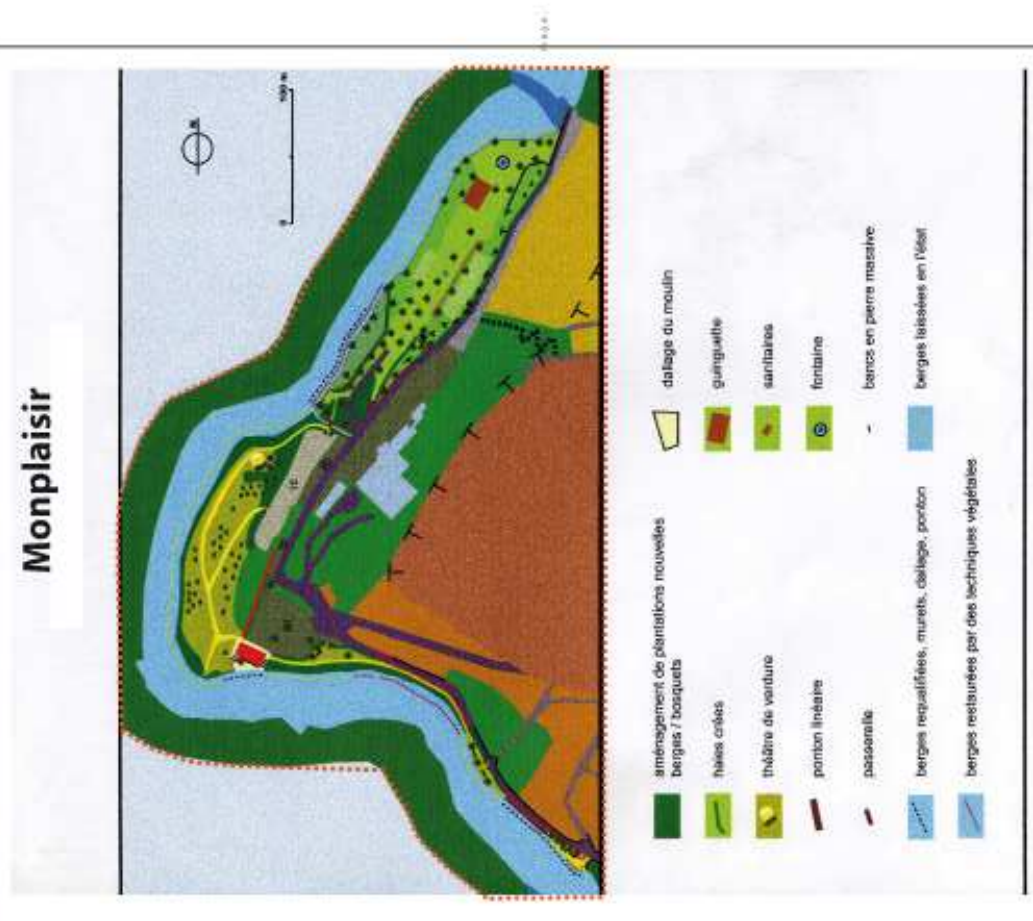 Monplaisir
0
100 m
aménagement de plantations nouvelles
berges / bosquets
haies crées
théâtre de verdure
ponton linéaire
passerelle
berges requalifiées, murets, dallage, ponton
berges restaurées par des techniques végétales
dallage du moulin
guinguette
sanitaires
fontaine
bancs en pierre massive
berges laissées en l'état